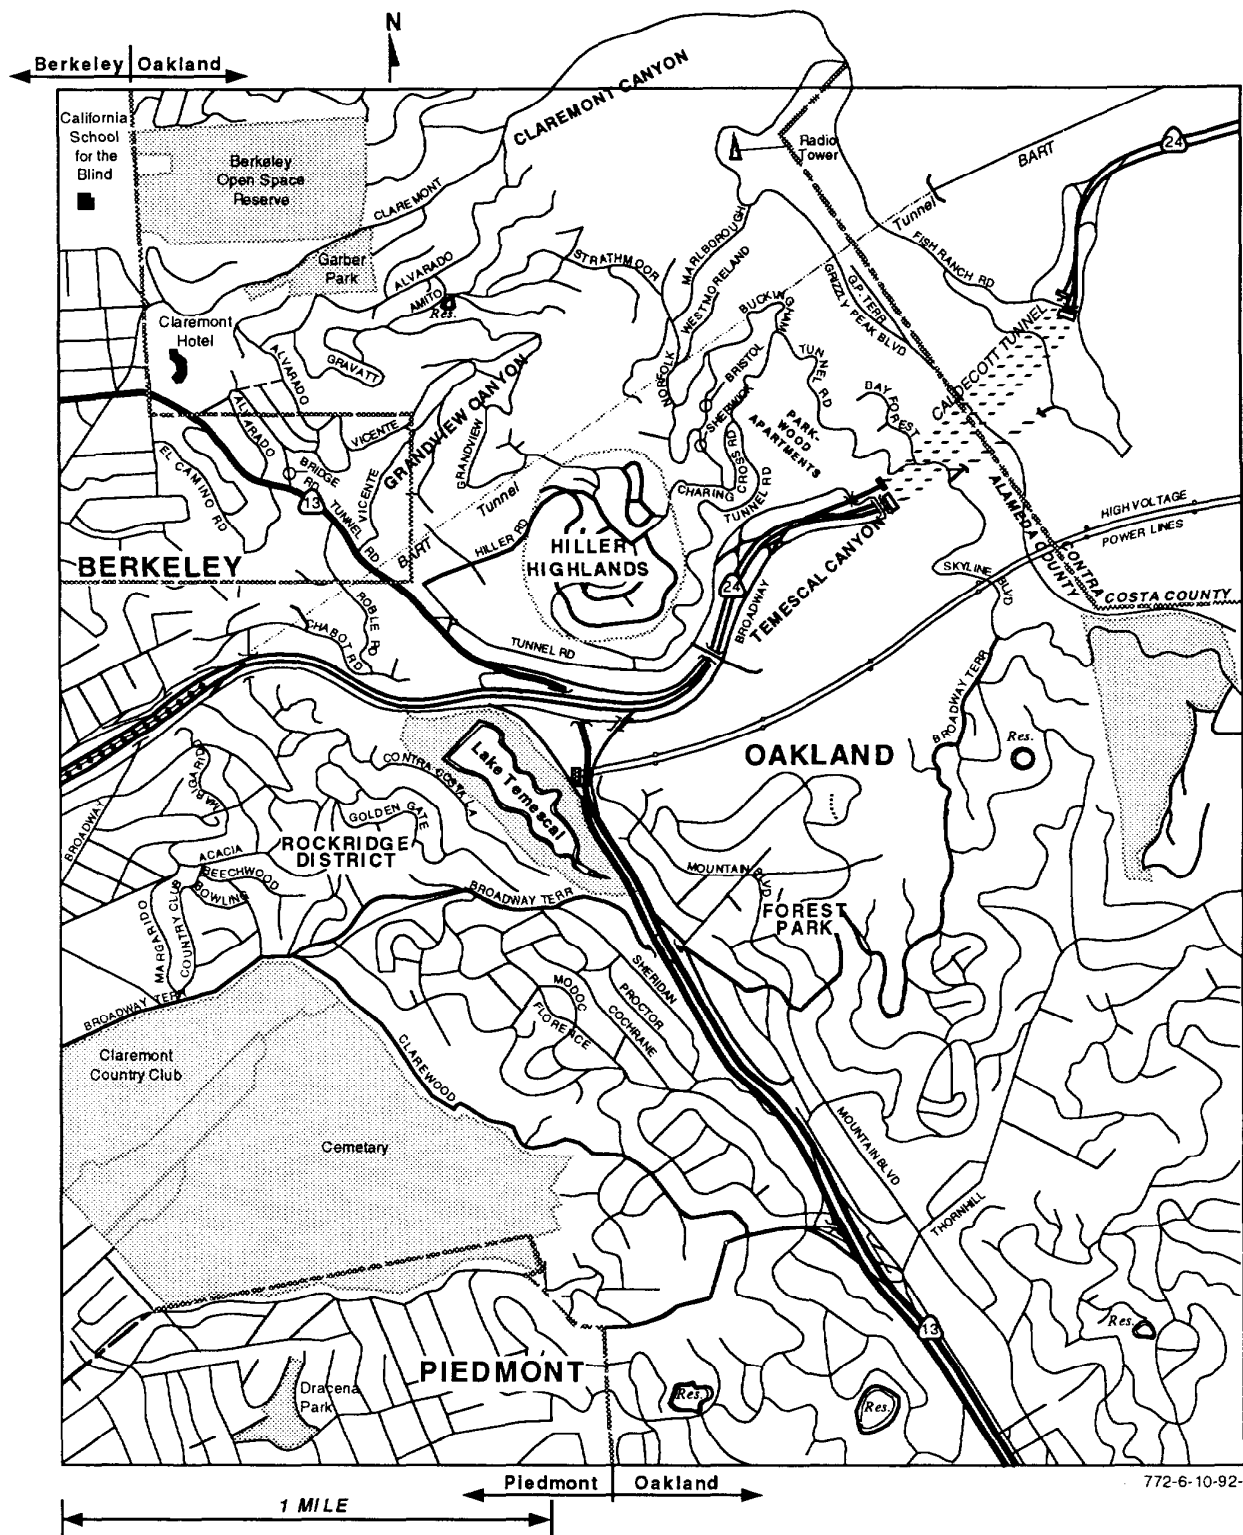 N
Berkeley Oakland
California
School
for the
Blind
Berkeley
Open Space
Reserve
CLAREMONT CANYON
Radio
Tower
BART
Tunnel
24
CLAREMONT
Garber
Park
ALVARADO
AMITO
Res.
STRATHMOOR
MARLBOROUGH
WESTMORELAND
NORFOLK
BUCKINGHAM
GRIZZLY PEAK BLVD
G.P. TERR
FISH RANCH RD
CALDECOTT TUNNEL
Claremont
Hotel
ALVARADO
GRAVATT
ALVARADO
VICENTE
GRANDVIEW CANYON
GRANDVIEW
BRISTOL
SHERWICK
TUNNEL RD
BAY
FOREST
PARK-
WOOD
APARTMENTS
EL CAMINO RD
BRIDGE
RD
13
TUNNEL RD
VICENTE
BART
Tunnel
CHARING
CROSS RD
TUNNEL RD
HILLER RD
HILLER
HIGHLANDS
BERKELEY
ALAMEDA COUNTY
CONTRA
COSTA COUNTY
HIGH VOLTAGE
POWER LINES
SKYLINE BLVD
24
BROADWAY
TEMESCAL CANYON
ROBLE RD
CHABOT RD
TUNNEL RD
BROADWAY TERR
Res.
OAKLAND
Lake Temescal
CONTRA COSTA LA
MARGARIDO
BROADWAY
GOLDEN GATE
ROCKRIDGE
DISTRICT
ACACIA
BEECHWOOD
BOWLING
MARGARIDO
COUNTRY CLUB
BROADWAY TERR
MOUNTAIN BLVD
FOREST
PARK
BROADWAY TERR
SHERIDAN
PROCTOR
COCHRANE
MODOC
FLORENCE
Claremont
Country Club
CLAREWOOD
Cemetary
MOUNTAIN BLVD
THORNHILL
13
Res.
PIEDMONT
Dracena
Park
Res.
Res.
Piedmont Oakland
772-6-10-92-
1 MILE